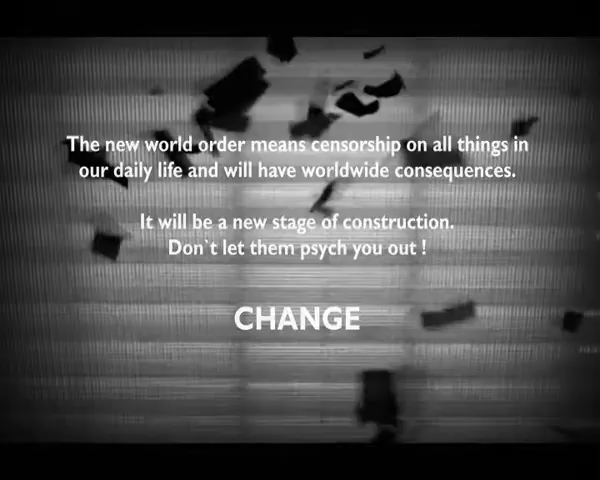 The new world order means censorship on all things in
our daily life and will have worldwide consequences.
It will be a new stage of construction.
Don`t let them psych you out !
CHANGE